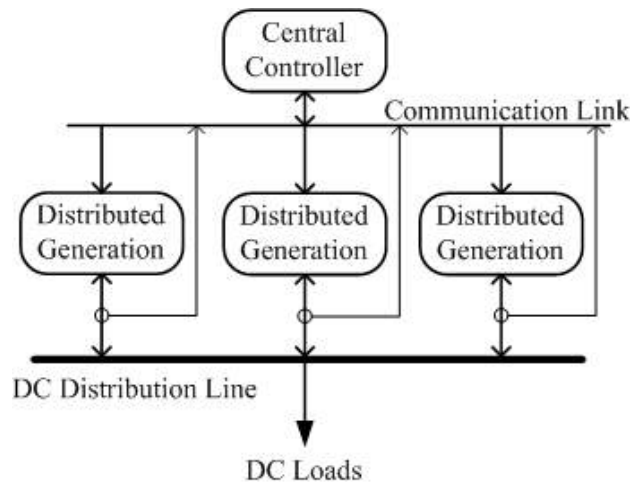 Central
Controller
Communication Link
Distributed
Generation
Distributed
Generation
Distributed
Generation
DC Distribution Line
DC Loads